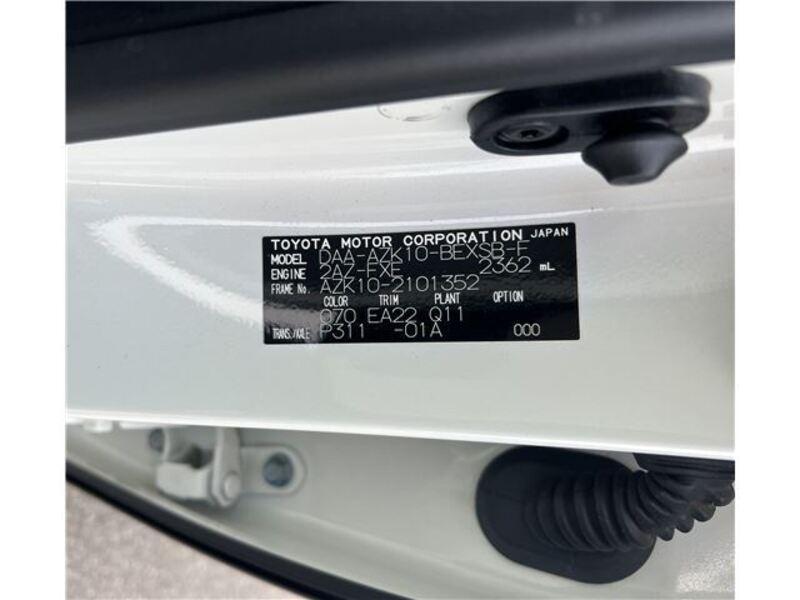 TOYOTA MOTOR CORPORATION JAPAN
MODEL DAA-AZK10-BEXSB-F
ENGINE 2AZ-FXE 2362 mL
FRAME No. AZK10-2101352
COLOR TRIM PLANT OPTION
070 EA22 Q11
TRANS./AXLE P311 -01A 000